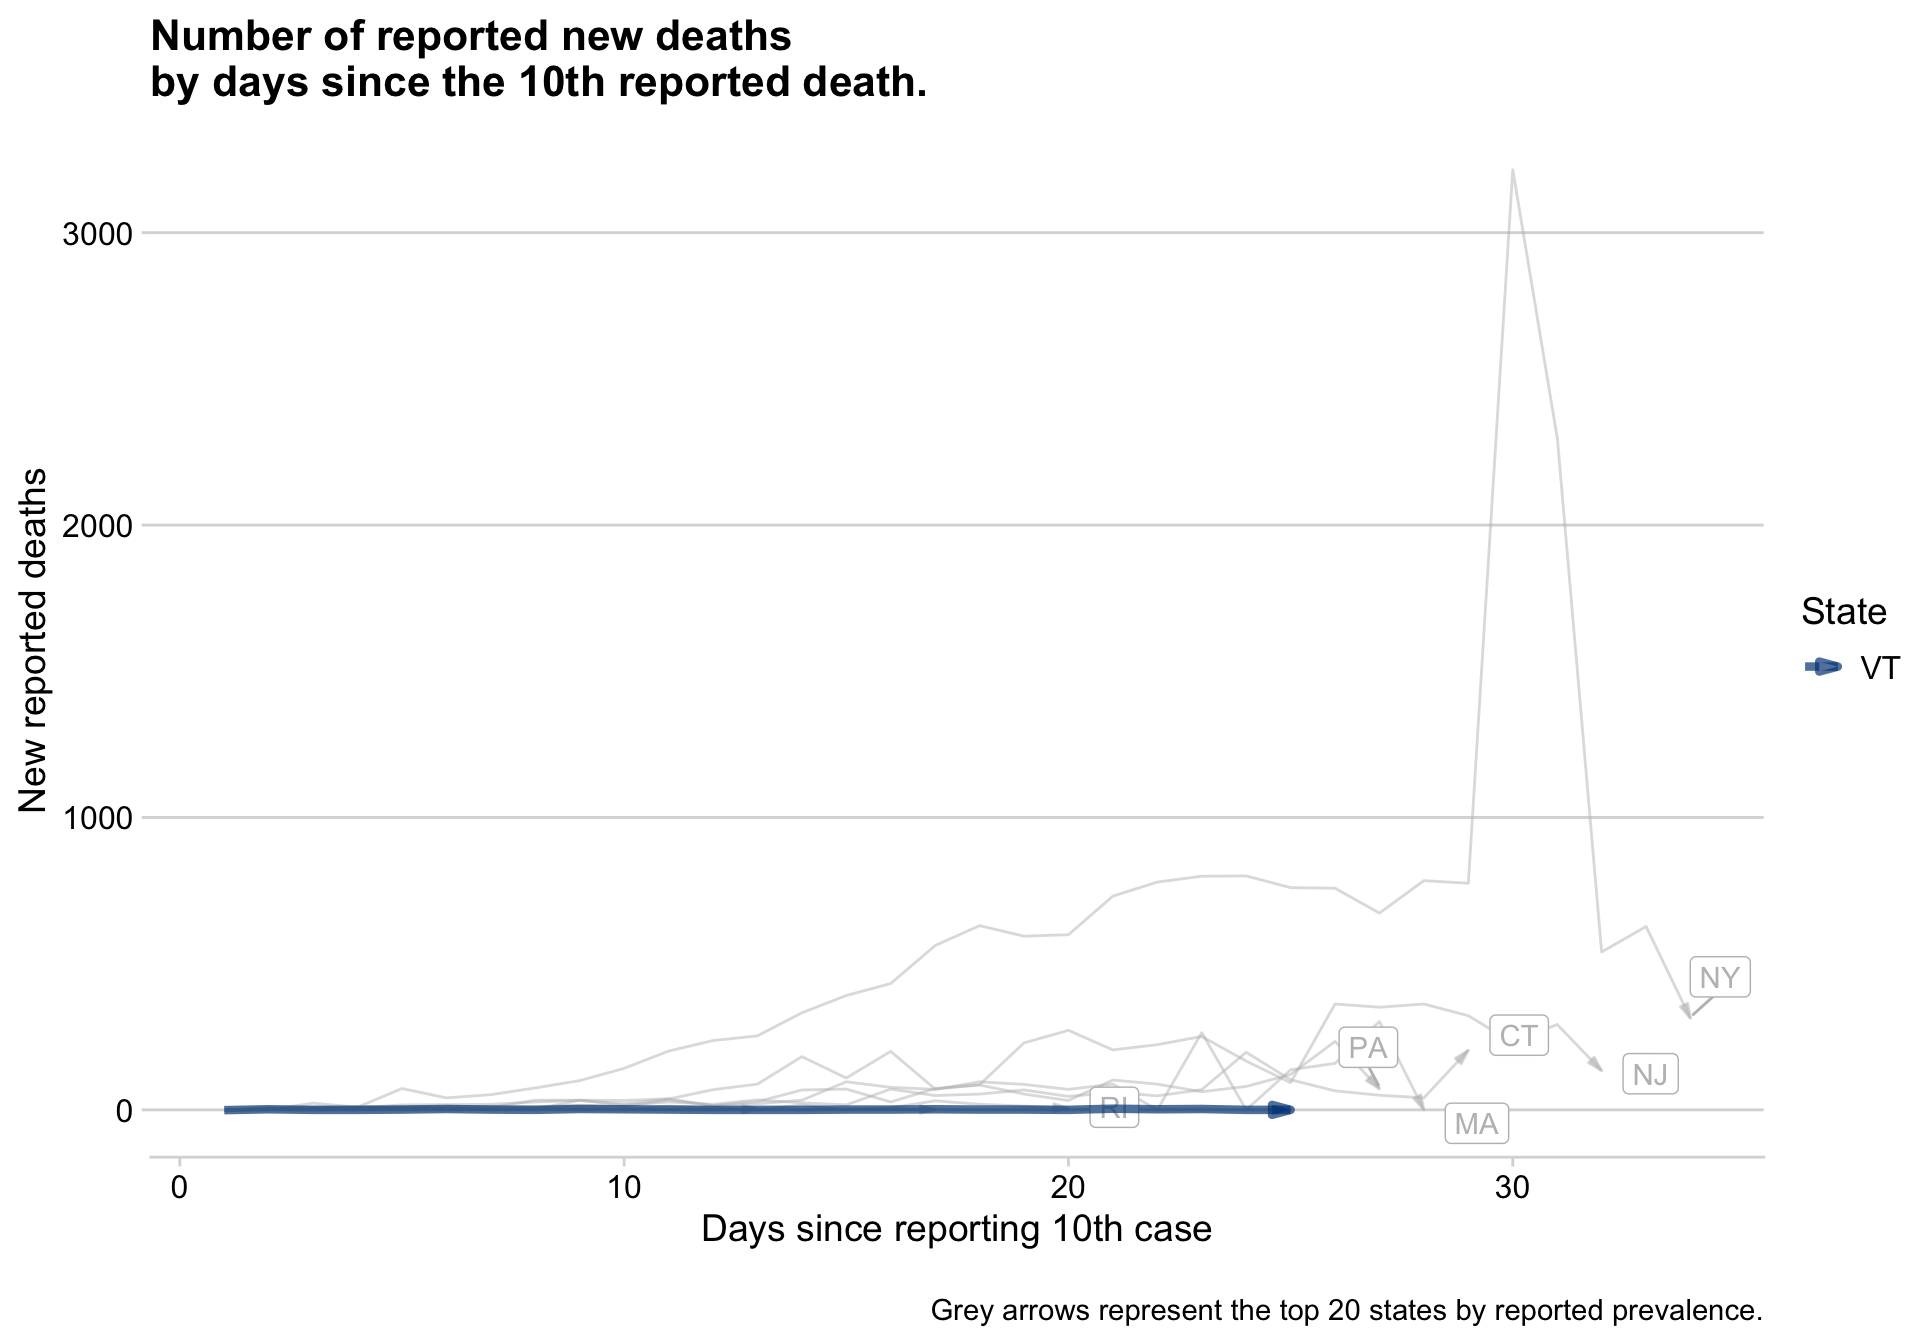 Number of reported new deaths
by days since the 10th reported death.
3000
2000
1000
0
New reported deaths
NY
CT
PA
NJ
RI
MA
0 10 20 30
Days since reporting 10th case
State
VT
Grey arrows represent the top 20 states by reported prevalence.